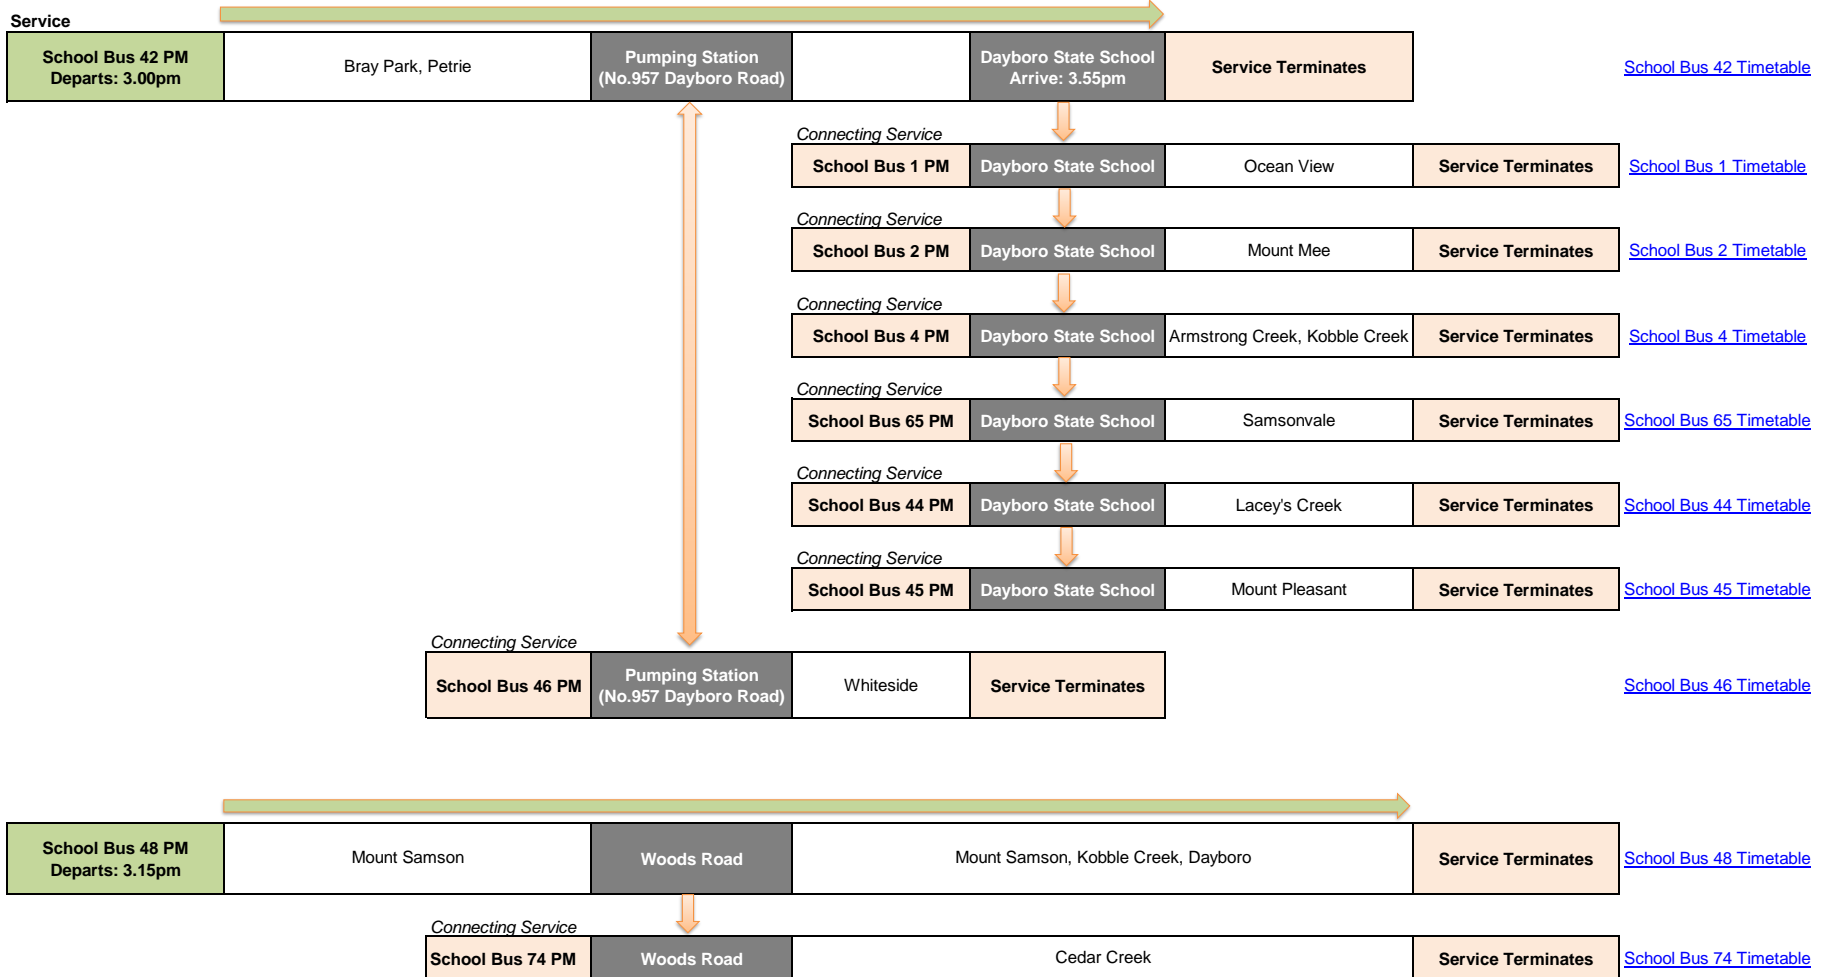 Service
School Bus 42 PM
Departs: 3.00pm
Bray Park, Petrie
Pumping Station
(No.957 Dayboro Road)
Dayboro State School
Arrive: 3.55pm
Service Terminates
School Bus 42 Timetable
Connecting Service
School Bus 1 PM
Dayboro State School
Ocean View
Service Terminates
School Bus 1 Timetable
Connecting Service
School Bus 2 PM
Dayboro State School
Mount Mee
Service Terminates
School Bus 2 Timetable
Connecting Service
School Bus 4 PM
Dayboro State School
Armstrong Creek, Kobble Creek
Service Terminates
School Bus 4 Timetable
Connecting Service
School Bus 65 PM
Dayboro State School
Samsonvale
Service Terminates
School Bus 65 Timetable
Connecting Service
School Bus 44 PM
Dayboro State School
Lacey's Creek
Service Terminates
School Bus 44 Timetable
Connecting Service
School Bus 45 PM
Dayboro State School
Mount Pleasant
Service Terminates
School Bus 45 Timetable
Connecting Service
School Bus 46 PM
Pumping Station
(No.957 Dayboro Road)
Whiteside
Service Terminates
School Bus 46 Timetable
School Bus 48 PM
Departs: 3.15pm
Mount Samson
Woods Road
Mount Samson, Kobble Creek, Dayboro
Service Terminates
School Bus 48 Timetable
Connecting Service
School Bus 74 PM
Woods Road
Cedar Creek
Service Terminates
School Bus 74 Timetable